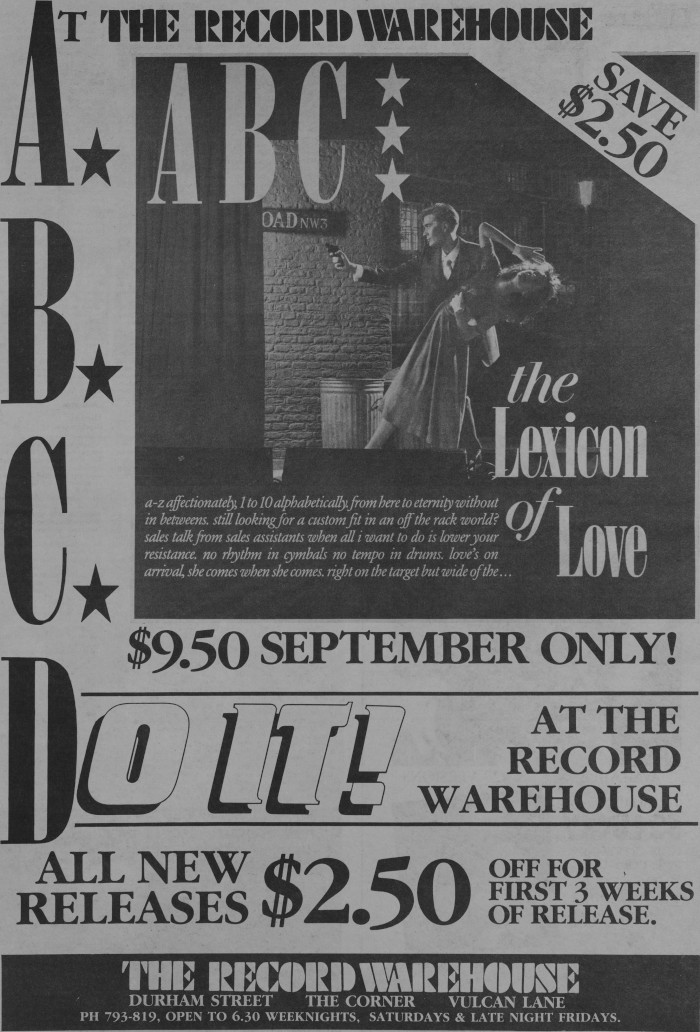 AT THE RECORD WAREHOUSE
A.
B.
C.
ABC
SAVE
$2.50
OAD NW3
the
Lexicon
of
Love
a-z affectionately, 1 to 10 alphabetically, from here to eternity without
in betweens. still looking for a custom fit in an off the rack world?
sales talk from sales assistants when all i want to do is lower your
resistance. no rhythm in cymbals no tempo in drums. love's on
arrival, she comes when she comes. right on the target but wide of the...
$9.50 SEPTEMBER ONLY!
DO IT!
AT THE
RECORD
WAREHOUSE
ALL NEW
RELEASES
$2.50
OFF FOR
FIRST 3 WEEKS
OF RELEASE.
THE RECORD WAREHOUSE
DURHAM STREET THE CORNER VULCAN LANE
PH 793-819, OPEN TO 6.30 WEEKNIGHTS, SATURDAYS & LATE NIGHT FRIDAYS.